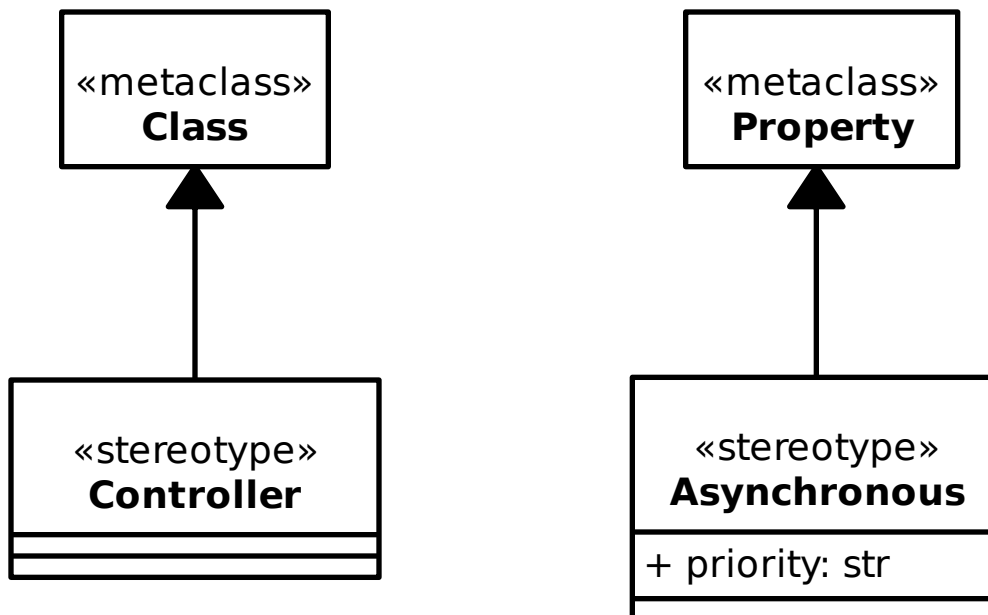 «metaclass»
Class
«metaclass»
Property
«stereotype»
Controller
«stereotype»
Asynchronous
+ priority: str